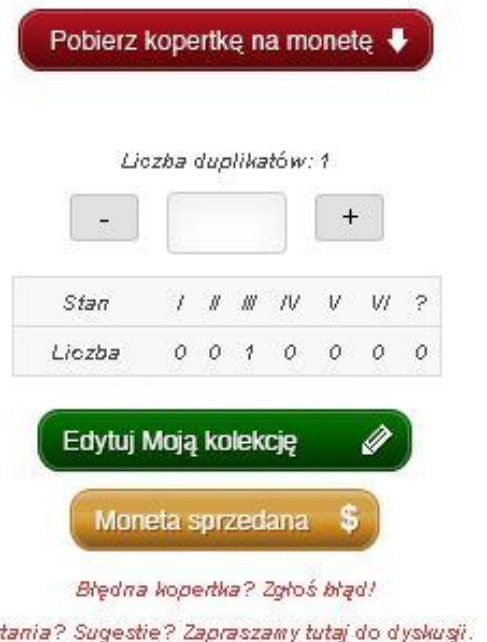 Pobierz kopertkę na monetę
Liczba duplikatów: 1
- +
Stan I II III IV V VI ?
Liczba 0 0 1 0 0 0 0
Edytuj Moją kolekcję
Moneta sprzedana $
Błędna kopertka? Zgłoś błąd!
tania? Sugestie? Zapraszamy tutaj do dyskusji.